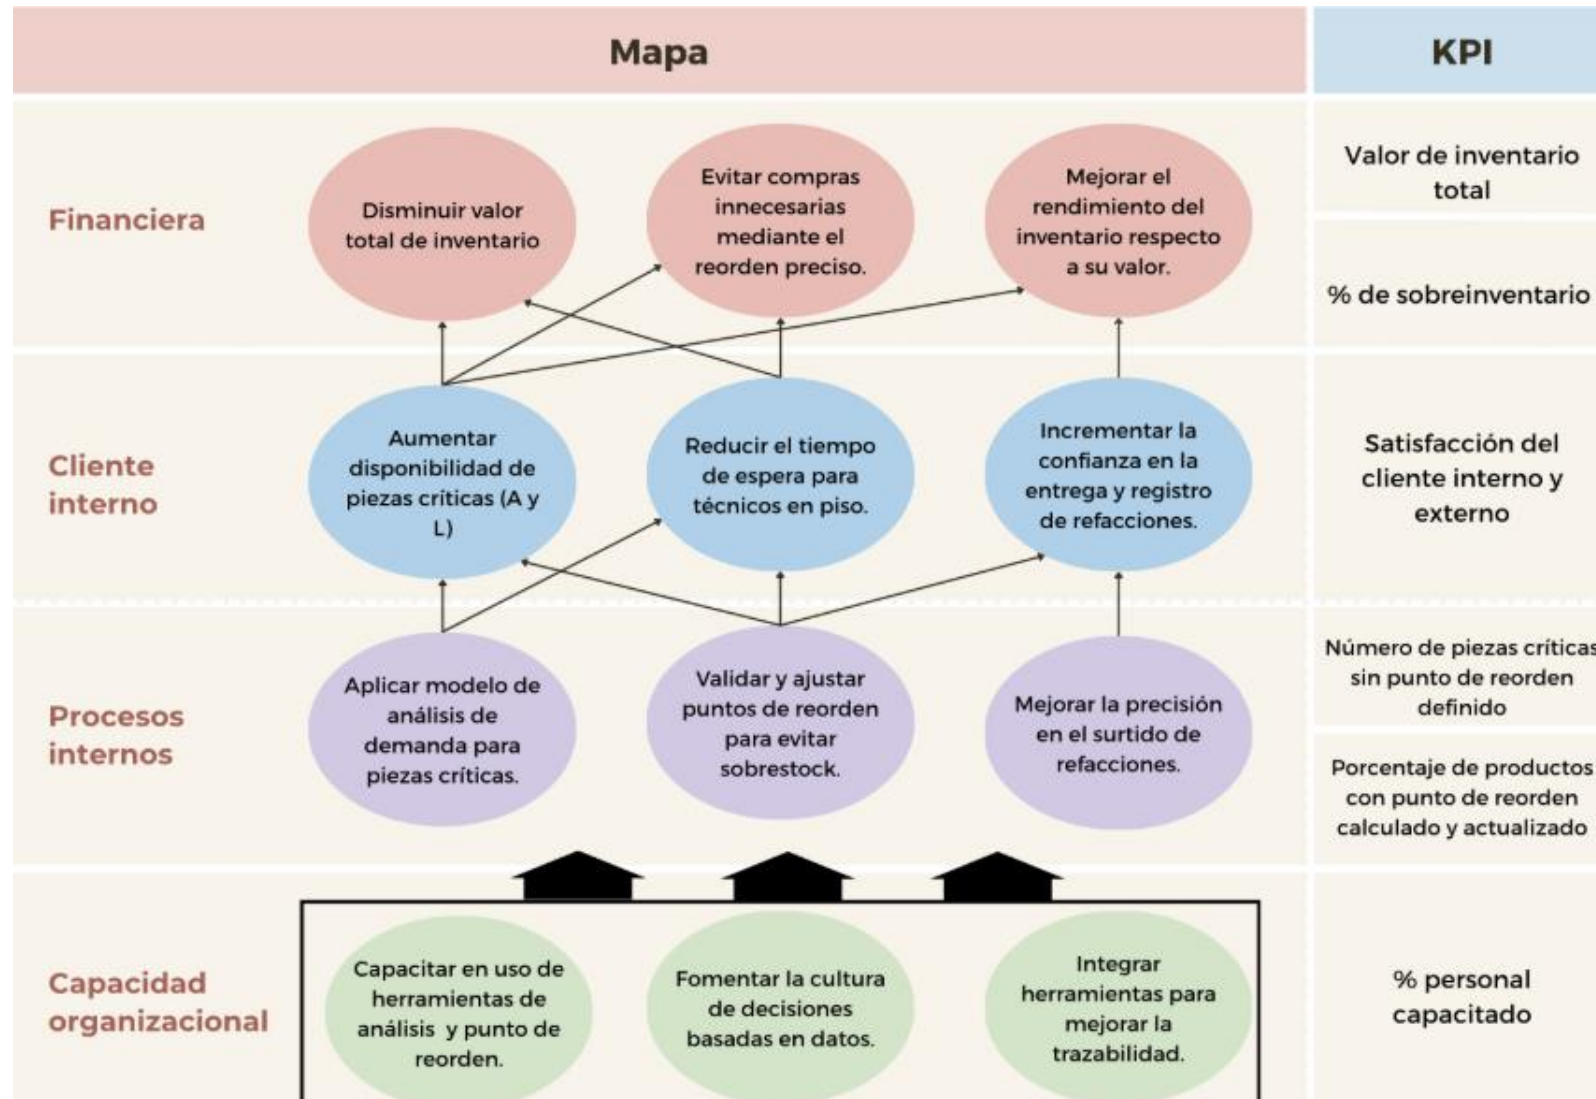 Mapa
KPI
Financiera
Disminuir valor
total de inventario
Evitar compras
innecesarias
mediante el
reorden preciso.
Mejorar el
rendimiento del
inventario respecto
a su valor.
Valor de inventario
total
% de sobreinventario
Cliente
interno
Aumentar
disponibilidad de
piezas críticas (A y
L)
Reducir el tiempo
de espera para
técnicos en piso.
Incrementar la
confianza en la
entrega y registro
de refacciones.
Satisfacción del
cliente interno y
externo
Procesos
internos
Aplicar modelo de
análisis de
demanda para
piezas críticas.
Validar y ajustar
puntos de reorden
para evitar
sobrestock.
Mejorar la precisión
en el surtido de
refacciones.
Número de piezas críticas
sin punto de reorden
definido
Porcentaje de productos
con punto de reorden
calculado y actualizado
Capacidad
organizacional
Capacitar en uso de
herramientas de
análisis y punto de
reorden.
Fomentar la cultura
de decisiones
basadas en datos.
Integrar
herramientas para
mejorar la
trazabilidad.
% personal
capacitado